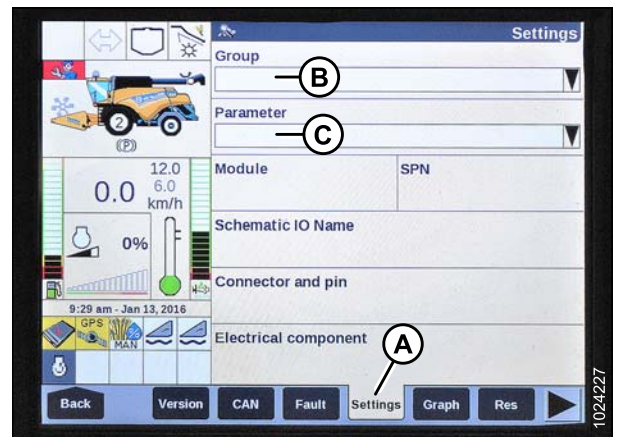 Settings
Group
B
Parameter
C
2
(P)
12.0
6.0
0.0 km/h
Module
SPN
0%
Schematic IO Name
Connector and pin
9:29 am - Jan 13, 2016
GPS
MAN
Electrical component
A
Back Version CAN Fault Settings Graph Res
1024227